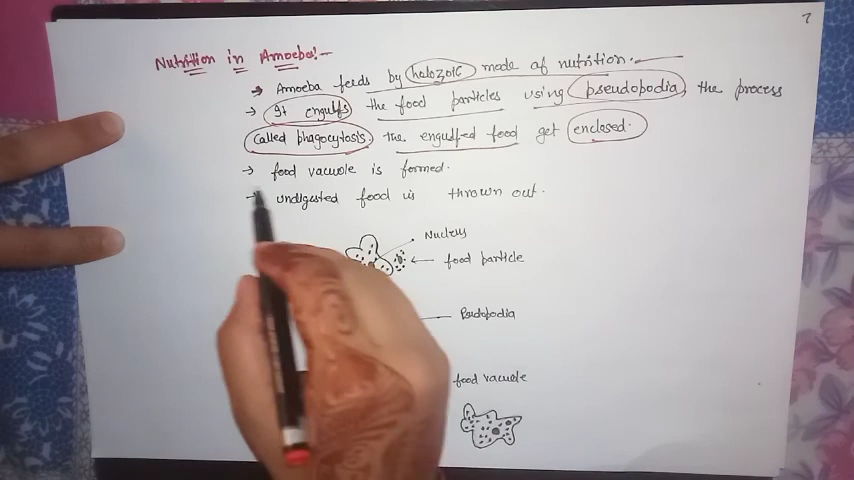 7
Nutrition in Amoeba:-
→ Amoeba feeds by holozoic mode of nutrition.
→ It engulfs the food particles using pseudopodia, the process
called phagocytosis. the engulfed food get enclosed.
→ food vacuole is formed.
→ undigested food is thrown out.
Nucleus
food particle
Pseudopodia
food vacuole